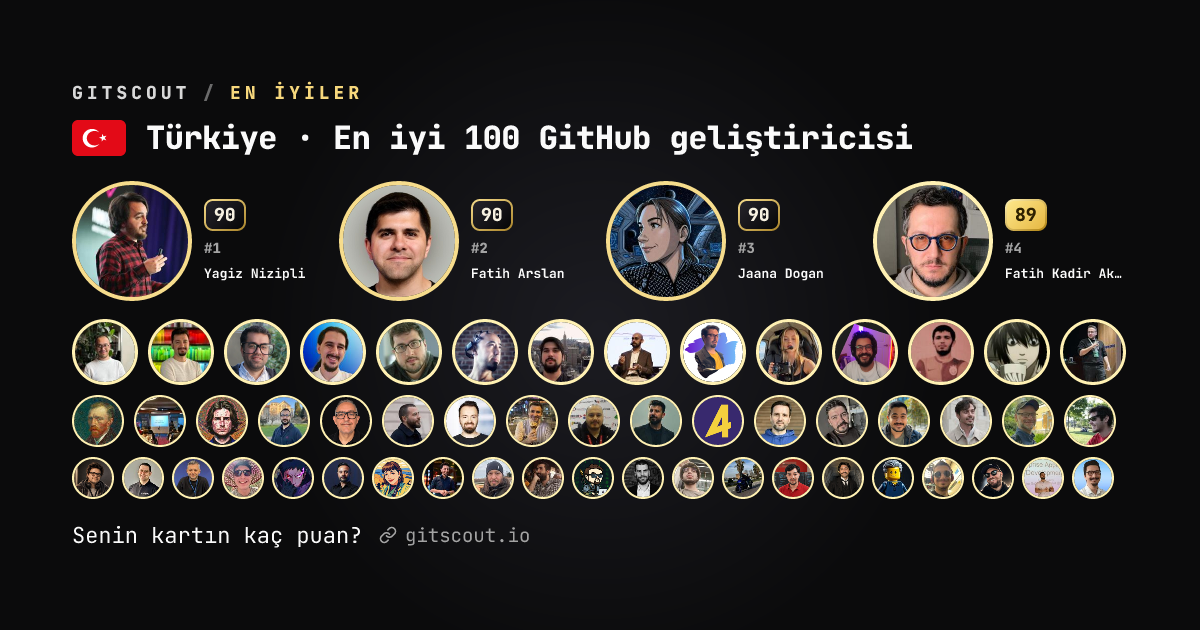 GITSCOUT / EN İYİLER
Türkiye · En iyi 100 GitHub geliştiricisi
90
#1
Yagiz Nizipli
90
#2
Fatih Arslan
90
#3
Jaana Dogan
89
#4
Fatih Kadir Ak…
Senin kartın kaç puan? gitscout.io